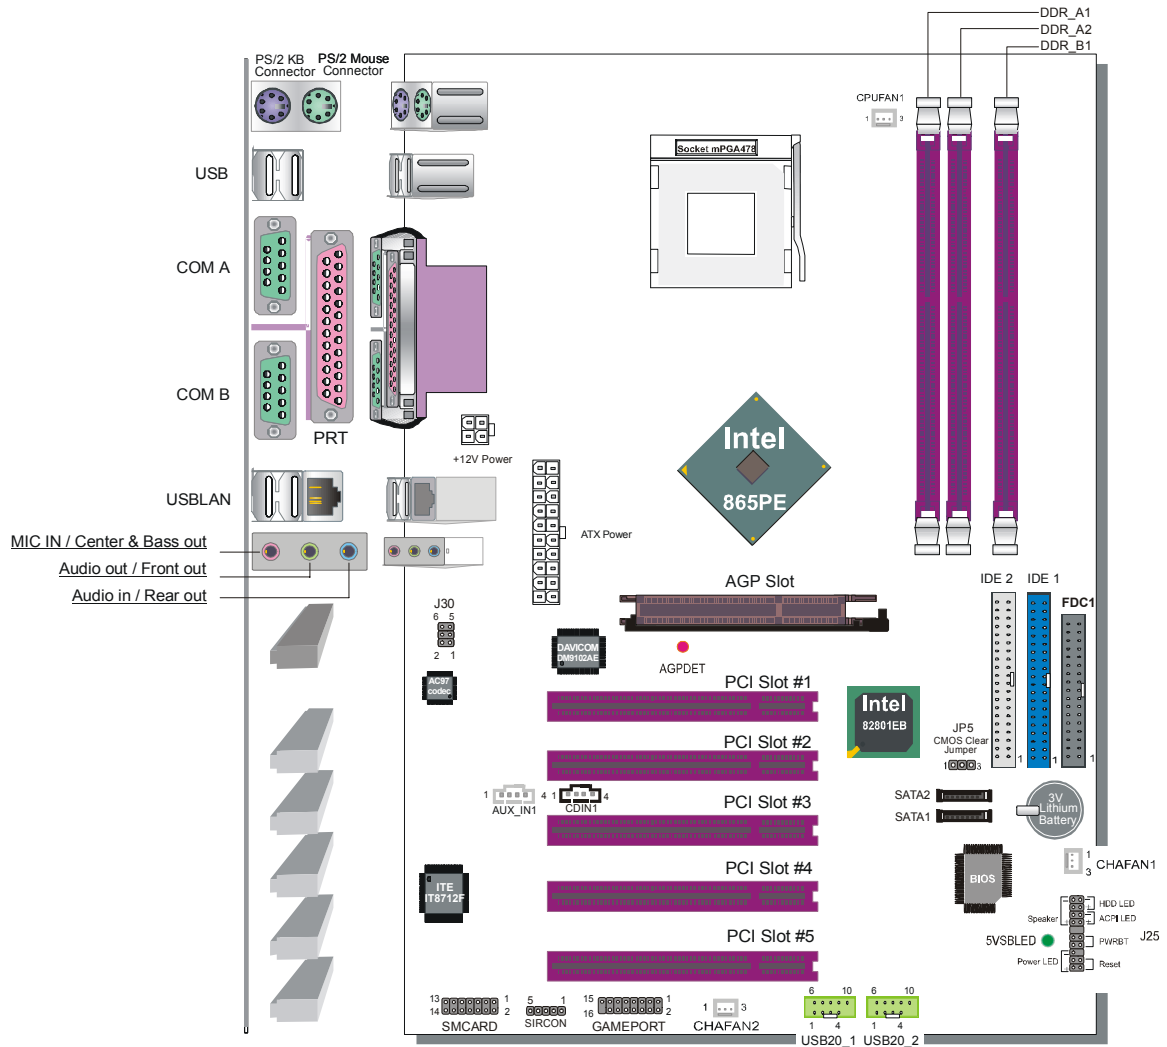 DDR_A1
DDR_A2
DDR_B1
PS/2 KB
Connector
PS/2 Mouse
Connector
CPUFAN1
1 3
Socket mPGA478
USB
COM A
COM B
PRT
+12V Power
Intel
865PE
USBLAN
ATX Power
MIC IN / Center & Bass out
Audio out / Front out
Audio in / Rear out
AGP Slot
IDE 2
IDE 1
FDC1
J30
6 5
2 1
DAVICOM
DM9102AE
AGPDET
AC97
codec
PCI Slot #1
Intel
82801EB
JP5
CMOS Clear
Jumper
1 3
1
1
1
PCI Slot #2
1 4
AUX_IN1
1 4
CDIN1
PCI Slot #3
SATA2
SATA1
3V
Lithium
Battery
1
3
CHAFAN1
PCI Slot #4
ITE
IT8712F
BIOS
HDD LED
Speaker
ACPI LED
J25
PCI Slot #5
5VSBLED
PWRBT
Power LED
Reset
13 1
14 2
SMCARD
5 1
SIRCON
15 1
16 2
GAMEPORT
1 3
CHAFAN2
6 10
1 4
USB20_1
6 10
1 4
USB20_2